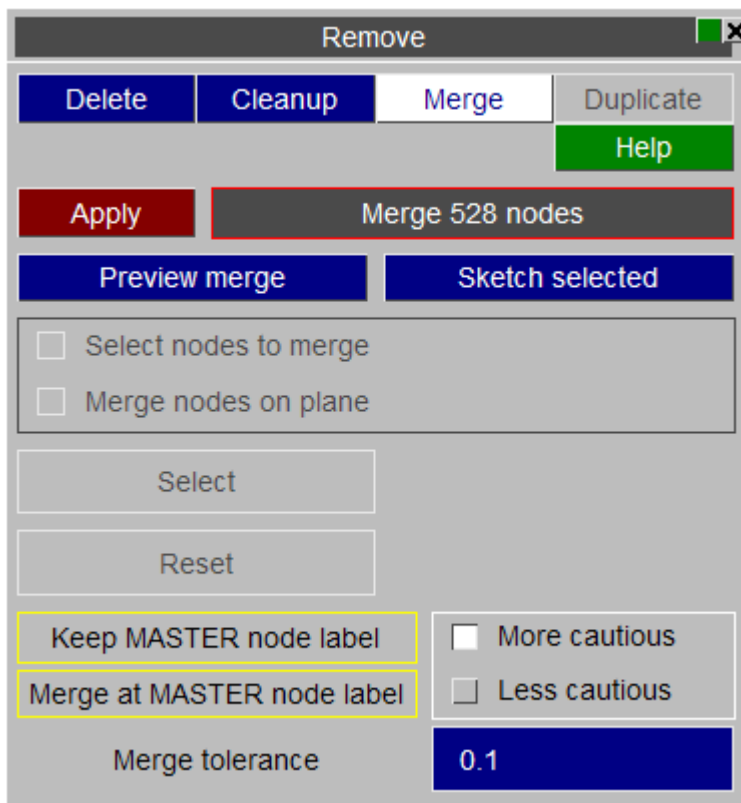 Remove
Delete Cleanup Merge Duplicate
Help
Apply Merge 528 nodes
Preview merge Sketch selected
Select nodes to merge
Merge nodes on plane
Select
Reset
Keep MASTER node label More cautious
Merge at MASTER node label Less cautious
Merge tolerance 0.1